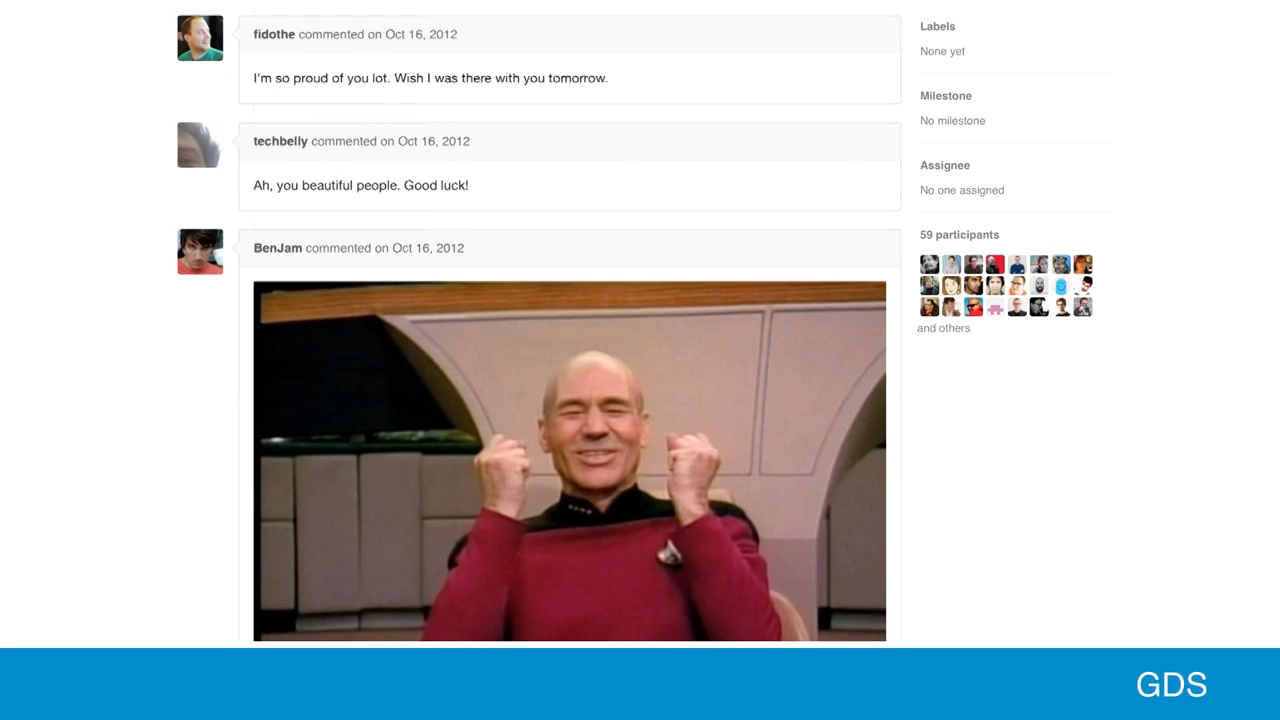 fidothe commented on Oct 16, 2012
I'm so proud of you lot. Wish I was there with you tomorrow.
techbelly commented on Oct 16, 2012
Ah, you beautiful people. Good luck!
BenJam commented on Oct 16, 2012
Labels
None yet
Milestone
No milestone
Assignee
No one assigned
59 participants
and others
GDS